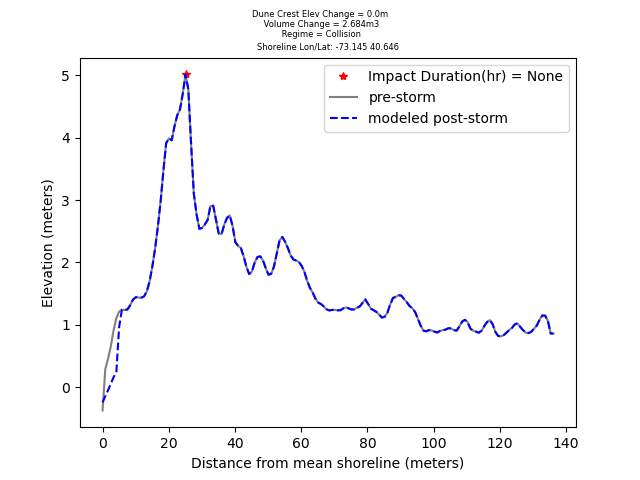 Dune Crest Elev Change = 0.0m
Volume Change = 2.684m3
Regime = Collision
Shoreline Lon/Lat: -73.145 40.646
Impact Duration(hr) = None
pre-storm
modeled post-storm
Elevation (meters)
5
4
3
2
1
0
0 20 40 60 80 100 120 140
Distance from mean shoreline (meters)